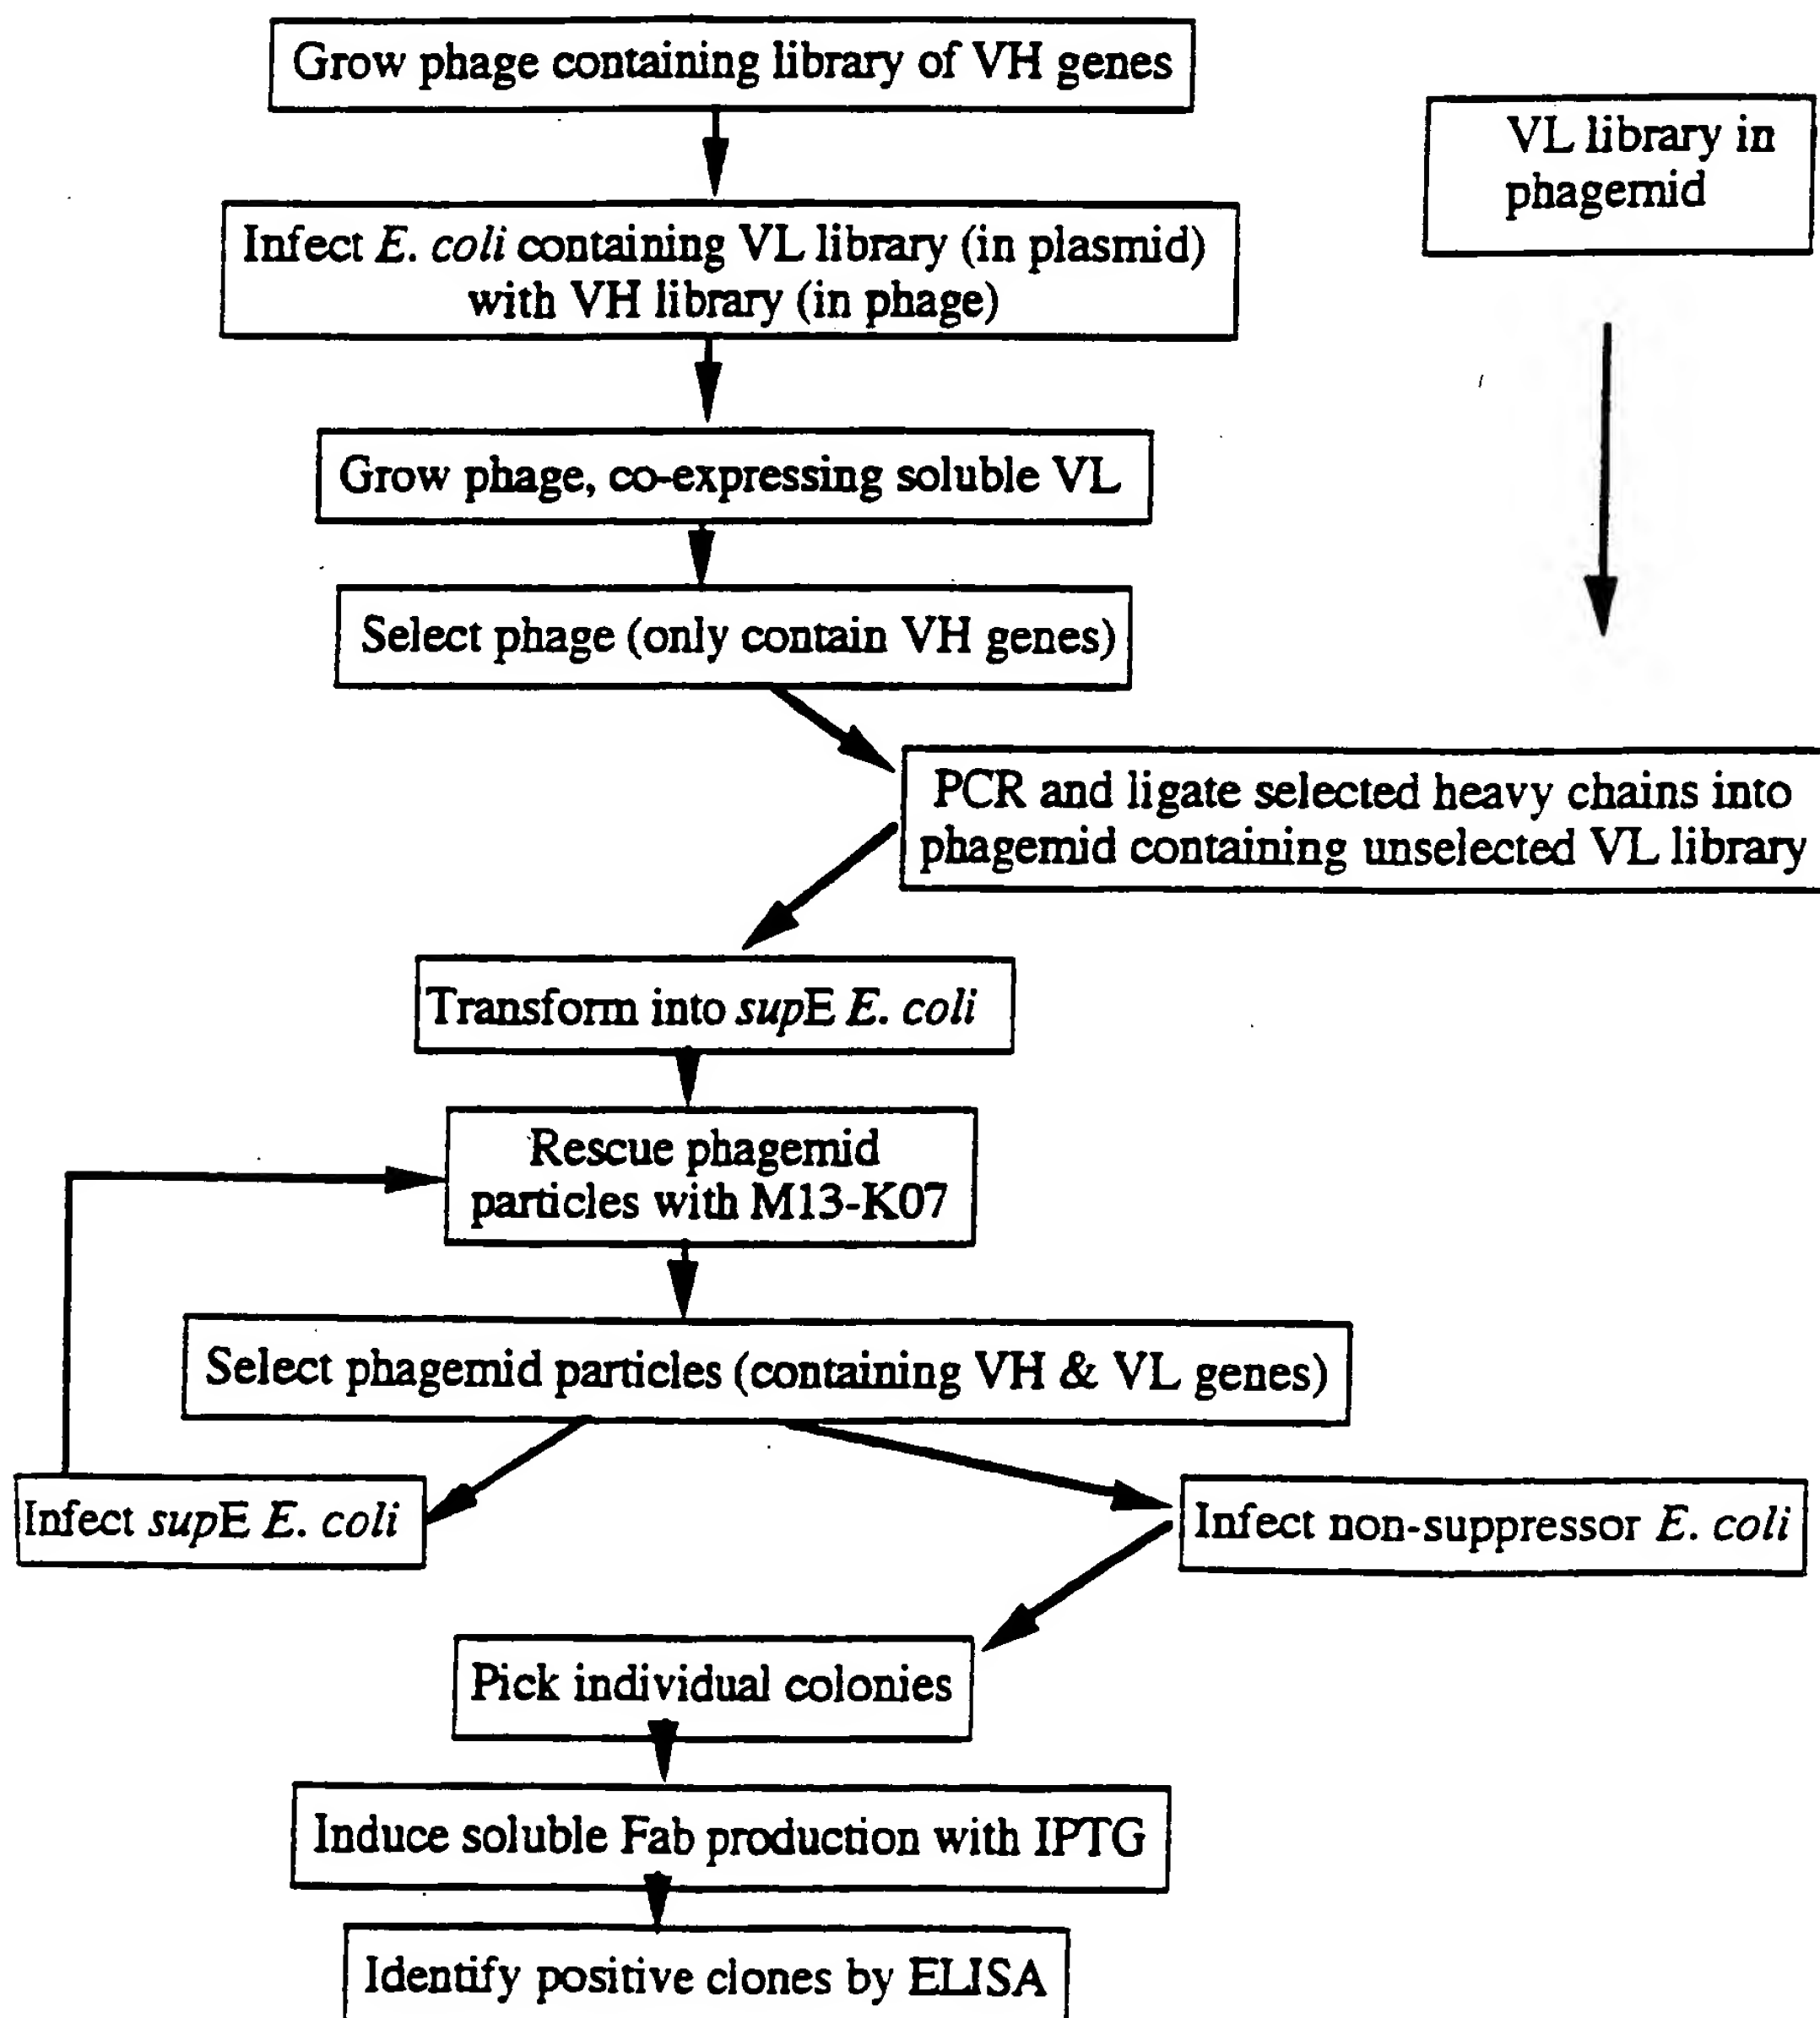 Grow phage containing library of VH genes
VL library in
phagemid
Infect E. coli containing VL library (in plasmid)
with VH library (in phage)
Grow phage, co-expressing soluble VL
Select phage (only contain VH genes)
PCR and ligate selected heavy chains into
phagemid containing unselected VL library
Transform into supE E. coli
Rescue phagemid
particles with M13-K07
Select phagemid particles (containing VH & VL genes)
Infect supE E. coli
Infect non-suppressor E. coli
Pick individual colonies
Induce soluble Fab production with IPTG
Identify positive clones by ELISA